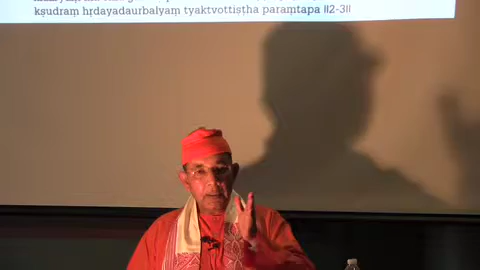 kṣudraṃ hṛdayadaurbalyaṃ tyaktvottiṣṭha paraṃtapa ॥2-3॥